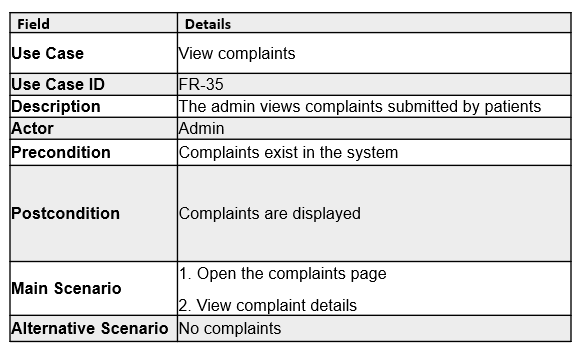 Field Details
Use Case View complaints
Use Case ID FR-35
Description The admin views complaints submitted by patients
Actor Admin
Precondition Complaints exist in the system
Postcondition Complaints are displayed
Main Scenario 1. Open the complaints page
2. View complaint details
Alternative Scenario No complaints